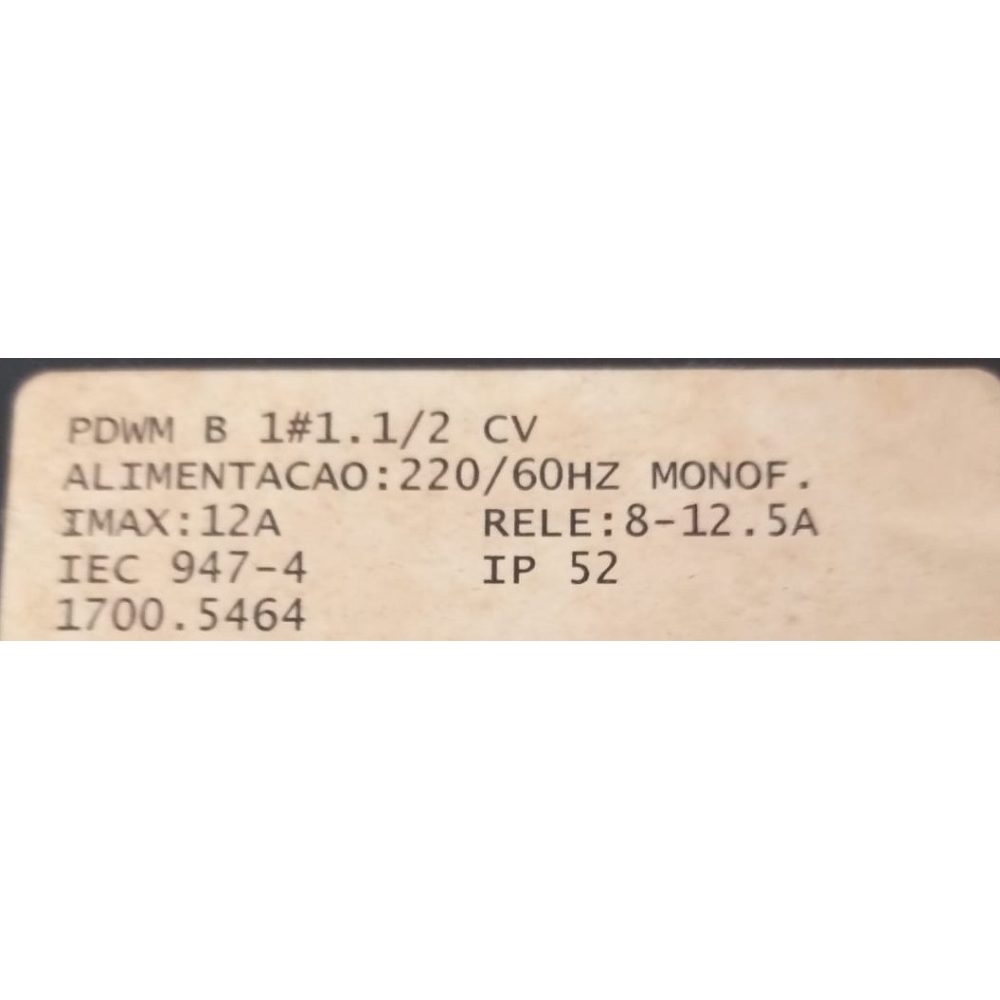 PDWM B 1#1.1/2 CV
ALIMENTACAO:220/60HZ MONOF.
IMAX:12A RELE:8-12.5A
IEC 947-4 IP 52
1700.5464